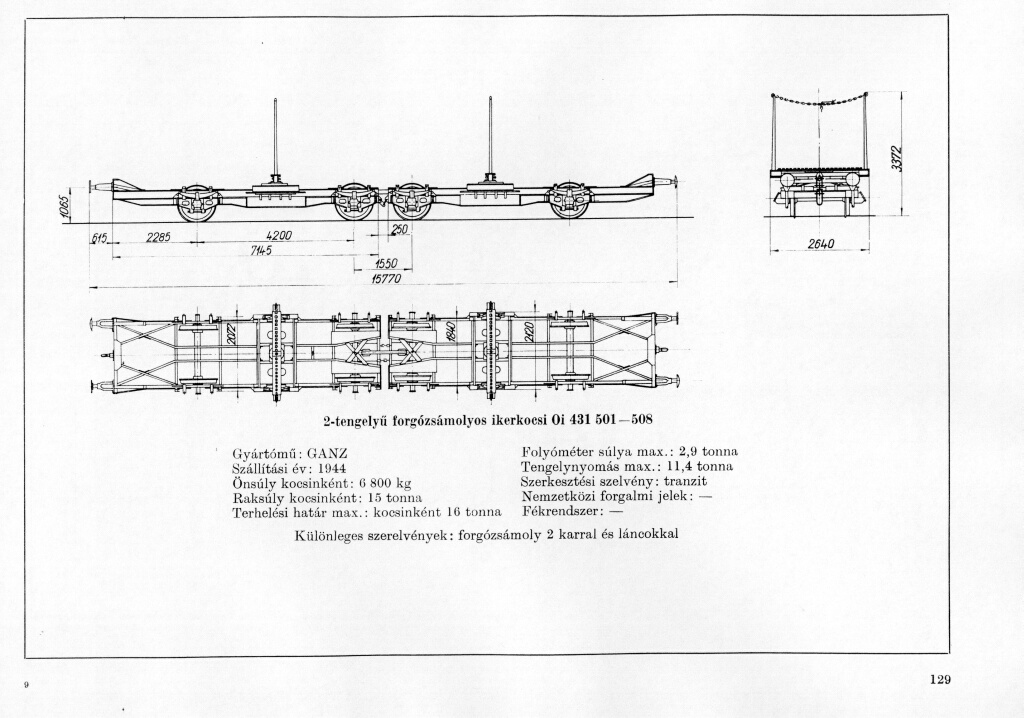 3372
1065
615
2285
4200
250
2640
7145
1550
15770
2022
1840
2120
2-tengelyű forgózsámolyos ikerkocsi Oi 431 501—508
Gyártómű: GANZ
Szállítási év: 1944
Önsúly kocsinként: 6 800 kg
Raksúly kocsinként: 15 tonna
Terhelési határ max.: kocsinként 16 tonna
Folyóméter súlya max.: 2,9 tonna
Tengelynyomás max.: 11,4 tonna
Szerkesztési szelvény: tranzit
Nemzetközi forgalmi jelek: —
Fékrendszer: —
Különleges szerelvények: forgózsámoly 2 karral és láncokkal
9
129